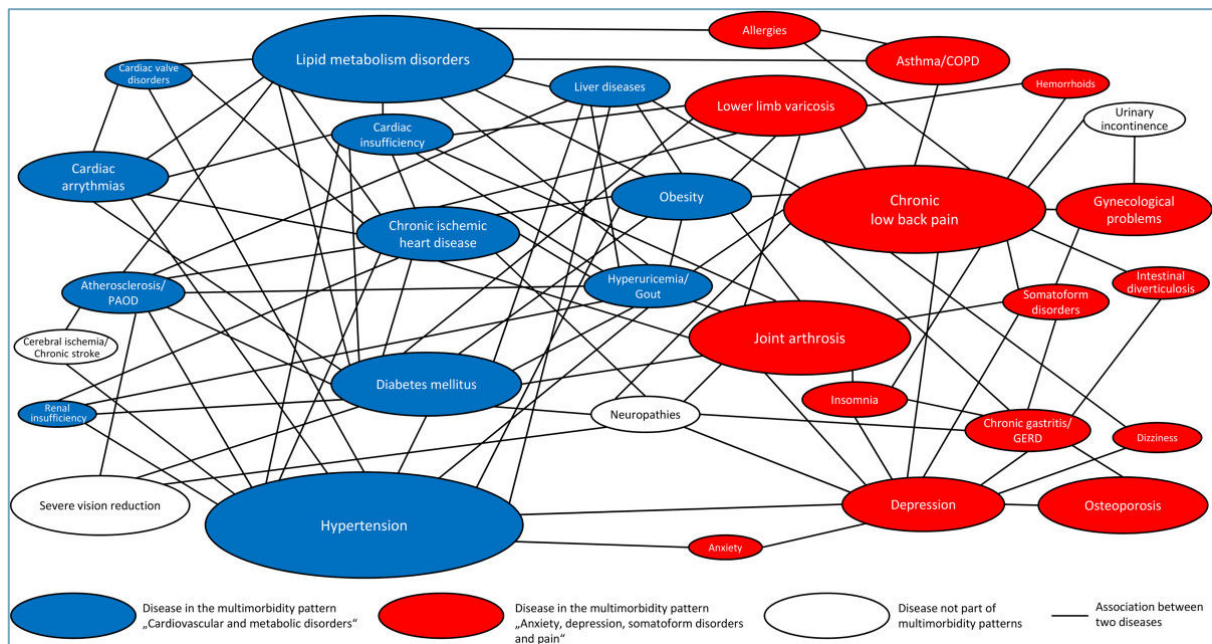 Allergies
Lipid metabolism disorders
Asthma/COPD
Cardiac valve
disorders
Liver diseases
Hemorrhoids
Lower limb varicosis
Urinary
incontinence
Cardiac
insufficiency
Cardiac
arrythmias
Obesity
Chronic
low back pain
Gynecological
problems
Chronic ischemic
heart disease
Atherosclerosis/
PAOD
Hyperuricemia/
Gout
Intestinal
diverticulosis
Somatoform
disorders
Cerebral ischemia/
Chronic stroke
Joint arthrosis
Diabetes mellitus
Insomnia
Renal
insufficiency
Neuropathies
Chronic gastritis/
GERD
Dizziness
Severe vision reduction
Depression
Osteoporosis
Hypertension
Anxiety
Disease in the multimorbidity pattern
„Cardiovascular and metabolic disorders“
Disease in the multimorbidity pattern
„Anxiety, depression, somatoform disorders
and pain“
Disease not part of
multimorbidity patterns
Association between
two diseases